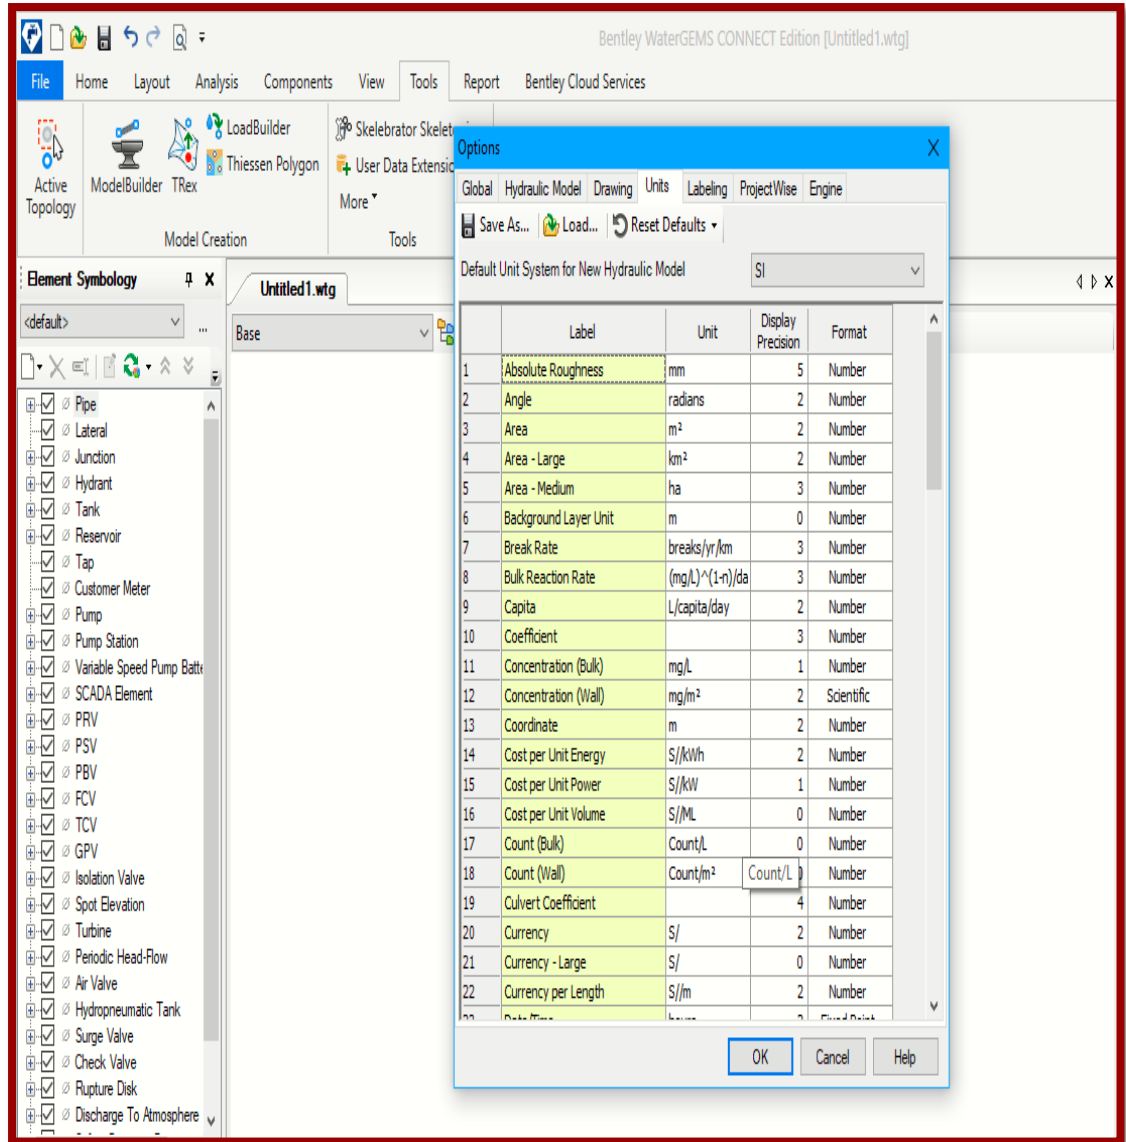 Bentley WaterGEMS CONNECT Edition [Untitled1.wtg]
File Home Layout Analysis Components View Tools Report Bentley Cloud Services
Active Topology
ModelBuilder
TRex
LoadBuilder
Thiessen Polygon
Model Creation
Skelebrator
User Data
More
Tools
Element Symbology
<default>
...
Pipe
Lateral
Junction
Hydrant
Tank
Reservoir
Tap
Customer Meter
Pump
Pump Station
Variable Speed Pump
SCADA Element
PRV
PSV
PBV
FCV
TCV
GPV
Isolation Valve
Spot Elevation
Turbine
Periodic Head-Flow
Air Valve
Hydropneumatic Tank
Surge Valve
Check Valve
Rupture Disk
Discharge To Atmosphere
Untitled1.wtg
Base
Options
Global Hydraulic Model Drawing Units Labeling ProjectWise Engine
Save As... Load... Reset Defaults
Default Unit System for New Hydraulic Model SI
Label Unit Display Precision Format
1 Absolute Roughness mm 5 Number
2 Angle radians 2 Number
3 Area m² 2 Number
4 Area - Large km² 2 Number
5 Area - Medium ha 3 Number
6 Background Layer Unit m 0 Number
7 Break Rate breaks/yr/km 3 Number
8 Bulk Reaction Rate (mg/L)^(1-n)/da 3 Number
9 Capita L/capita/day 2 Number
10 Coefficient 3 Number
11 Concentration (Bulk) mg/L 1 Number
12 Concentration (Wall) mg/m² 2 Scientific
13 Coordinate m 2 Number
14 Cost per Unit Energy S//kWh 2 Number
15 Cost per Unit Power S//kW 1 Number
16 Cost per Unit Volume S//ML 0 Number
17 Count (Bulk) Count/L 0 Number
18 Count (Wall) Count/m² Count/L Number
19 Culvert Coefficient 4 Number
20 Currency S/ 2 Number
21 Currency - Large S/ 0 Number
22 Currency per Length S//m 2 Number
OK Cancel Help